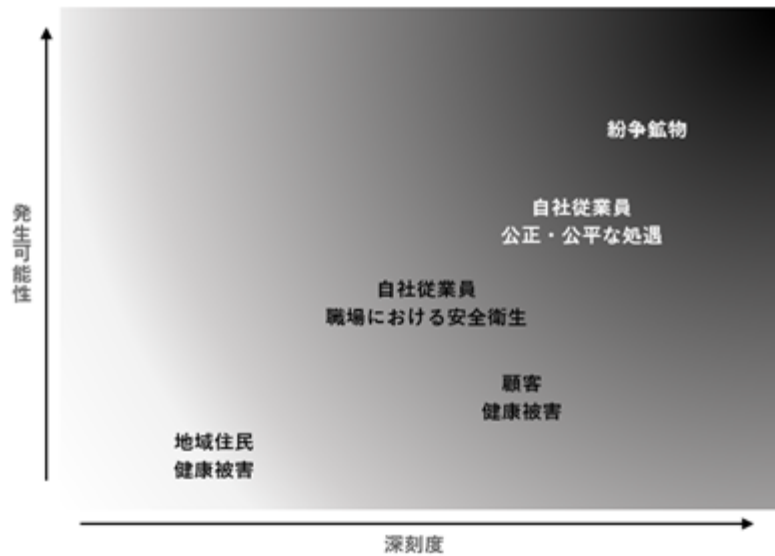 紛争鉱物
自社従業員
公正・公平な処遇
発生可能性
自社従業員
職場における安全衛生
顧客
健康被害
地域住民
健康被害
深刻度